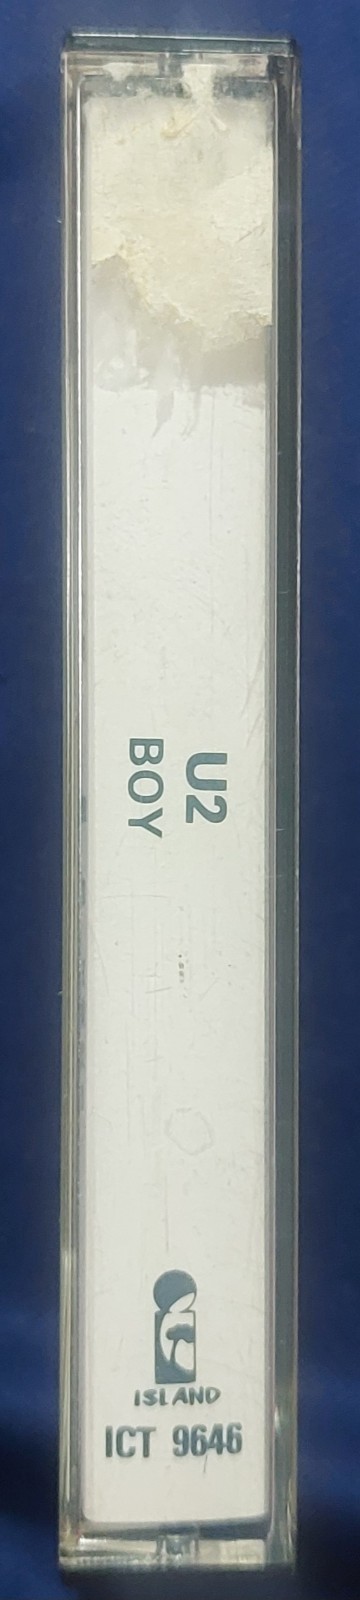 U2
BOY
ISLAND
ICT 9646